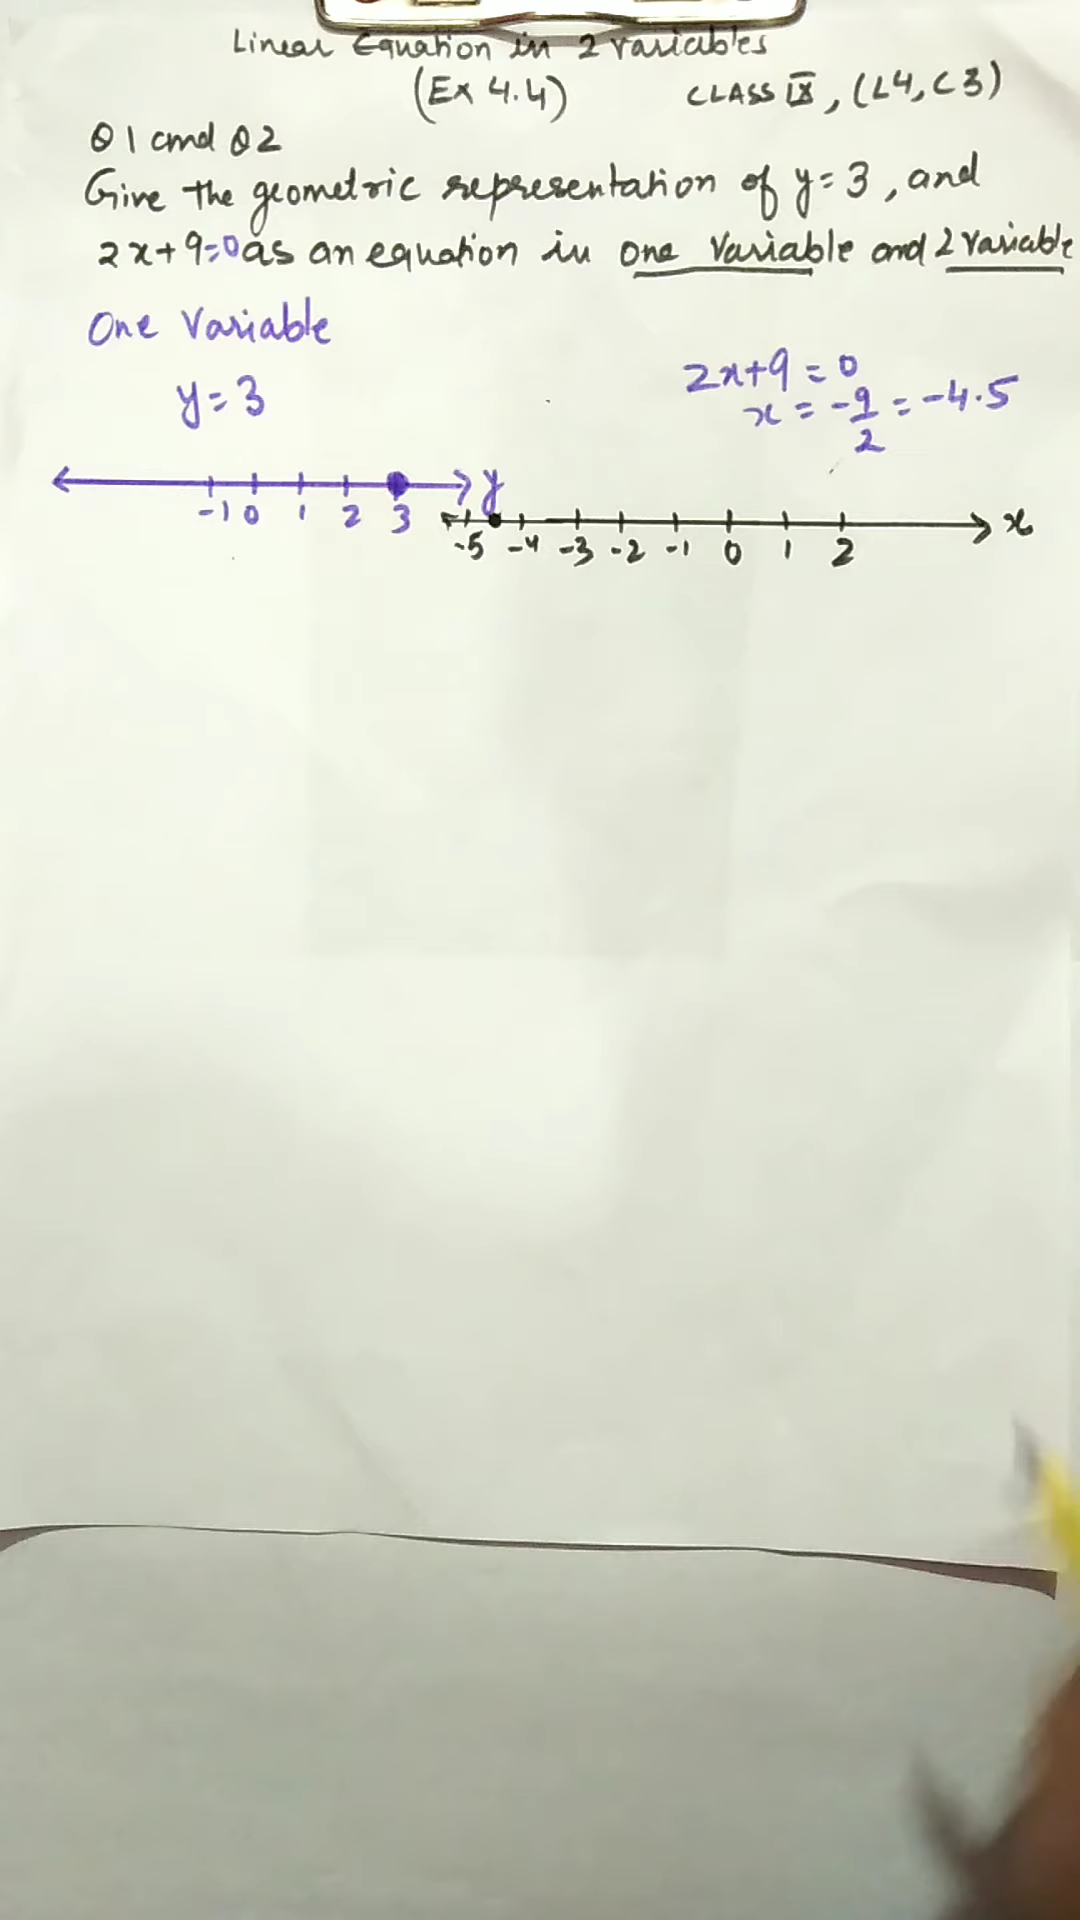 Linear Equation in 2 variables
(Ex 4.4) CLASS IX, (L4, C3)
Q1 and Q2
Give the geometric representation of y=3, and
2x+9=0 as an equation in one variable and 2 variable
One Variable
y=3
2x+9=0
x = -9/2 = -4.5
-1 0 1 2 3 y
-5 -4 -3 -2 -1 0 1 2 x